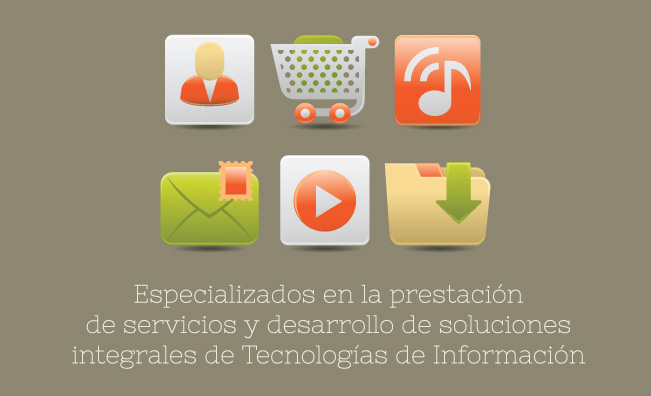 Especializados en la prestación
de servicios y desarrollo de soluciones
integrales de Tecnologías de Información